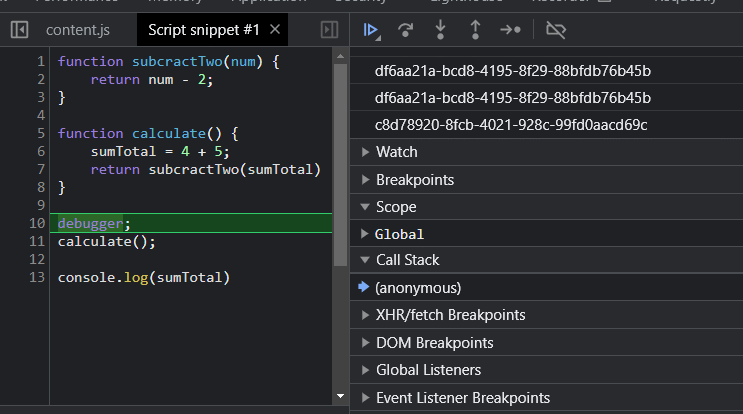 content.js
Script snippet #1
1 function subcractTwo(num) {
2 return num - 2;
3 }
4
5 function calculate() {
6 sumTotal = 4 + 5;
7 return subcractTwo(sumTotal)
8 }
9
10 debugger;
11 calculate();
12
13 console.log(sumTotal)
df6aa21a-bcd8-4195-8f29-88bfdb76b45b
df6aa21a-bcd8-4195-8f29-88bfdb76b45b
c8d78920-8fcb-4021-928c-99fd0aacd69c
Watch
Breakpoints
Scope
Global
Call Stack
(anonymous)
XHR/fetch Breakpoints
DOM Breakpoints
Global Listeners
Event Listener Breakpoints